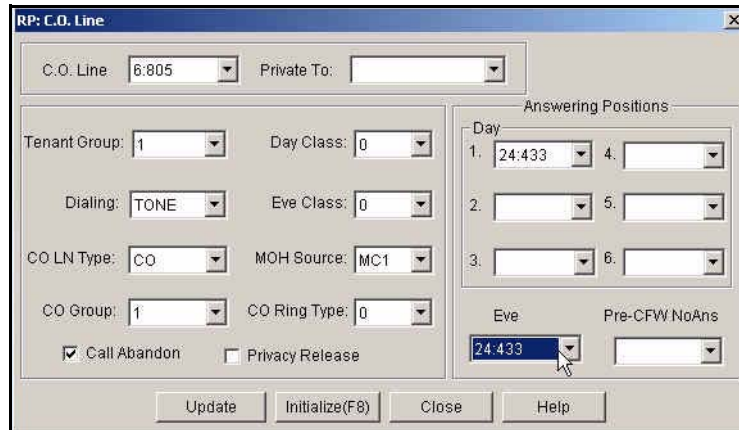 RP: C.O. Line
C.O. Line 6:805 Private To:
Answering Positions
Tenant Group: 1 Day Class: 0
Dialing: TONE Eve Class: 0
CO LN Type: CO MOH Source: MC1
CO Group: 1 CO Ring Type: 0
Call Abandon Privacy Release
Day
1. 24:433 4.
2. 5.
3. 6.
Eve Pre-CFW NoAns
24:433
Update Initialize(F8) Close Help